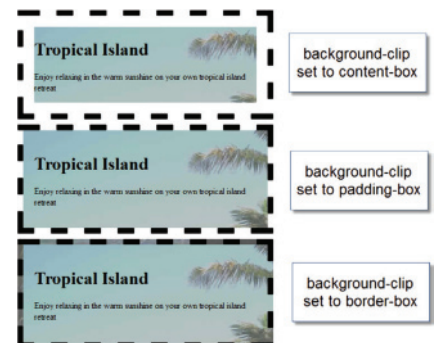 Tropical Island
Enjoy relaxing in the warm sunshine on your own tropical island
retreat
background-clip
set to content-box
Tropical Island
Enjoy relaxing in the warm sunshine on your own tropical island
retreat
background-clip
set to padding-box
Tropical Island
Enjoy relaxing in the warm sunshine on your own tropical island
retreat
background-clip
set to border-box